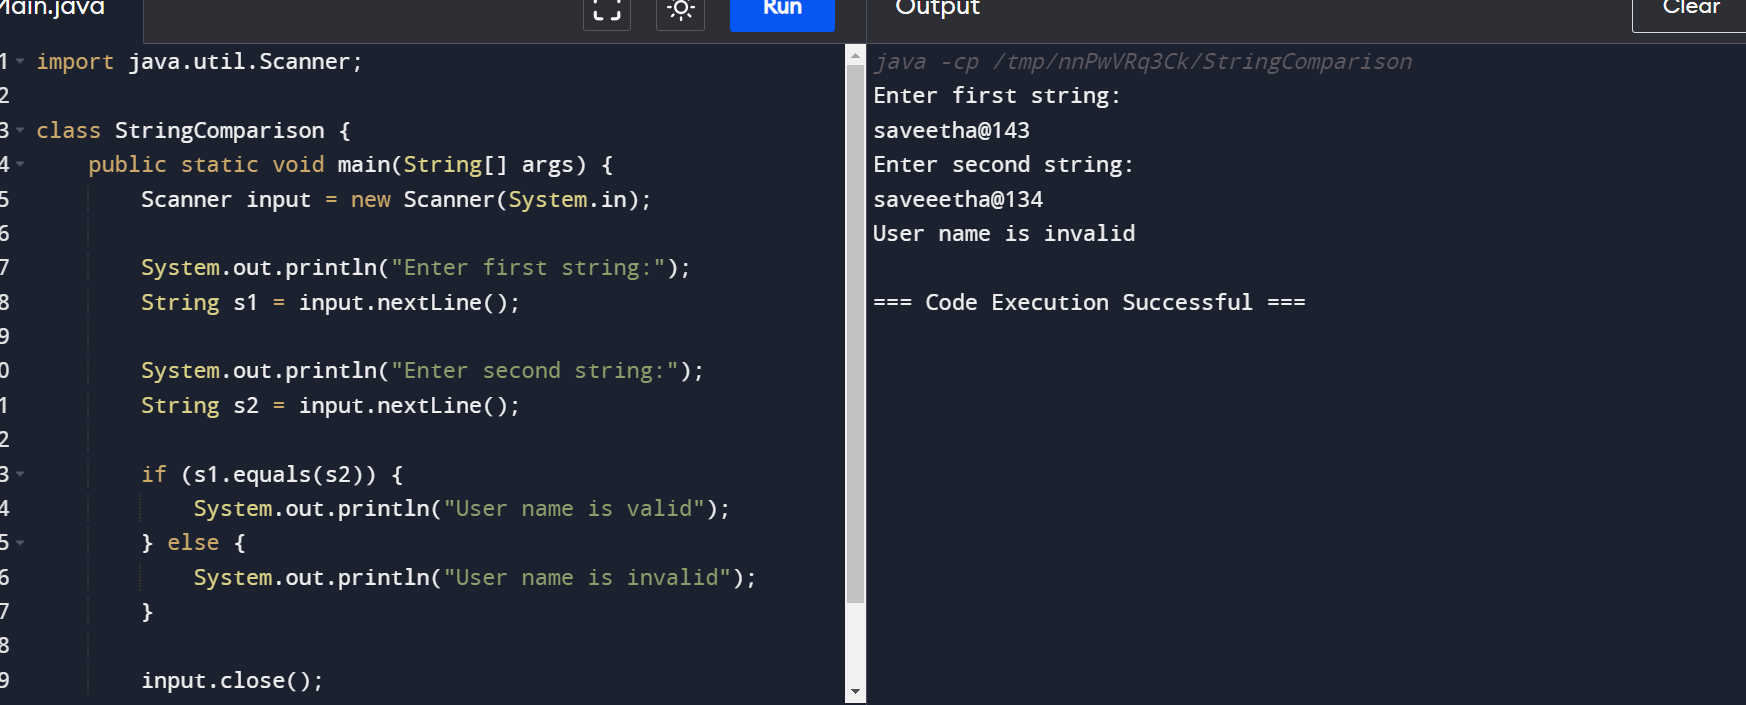 Main.java
Run
Output
Clear
1 import java.util.Scanner;
2
3 class StringComparison {
4 public static void main(String[] args) {
5 Scanner input = new Scanner(System.in);
6
7 System.out.println("Enter first string:");
8 String s1 = input.nextLine();
9
0 System.out.println("Enter second string:");
1 String s2 = input.nextLine();
2
3 if (s1.equals(s2)) {
4 System.out.println("User name is valid");
5 } else {
6 System.out.println("User name is invalid");
7 }
8
9 input.close();
java -cp /tmp/nnPwVRq3Ck/StringComparison
Enter first string:
saveetha@143
Enter second string:
saveeetha@134
User name is invalid
=== Code Execution Successful ===